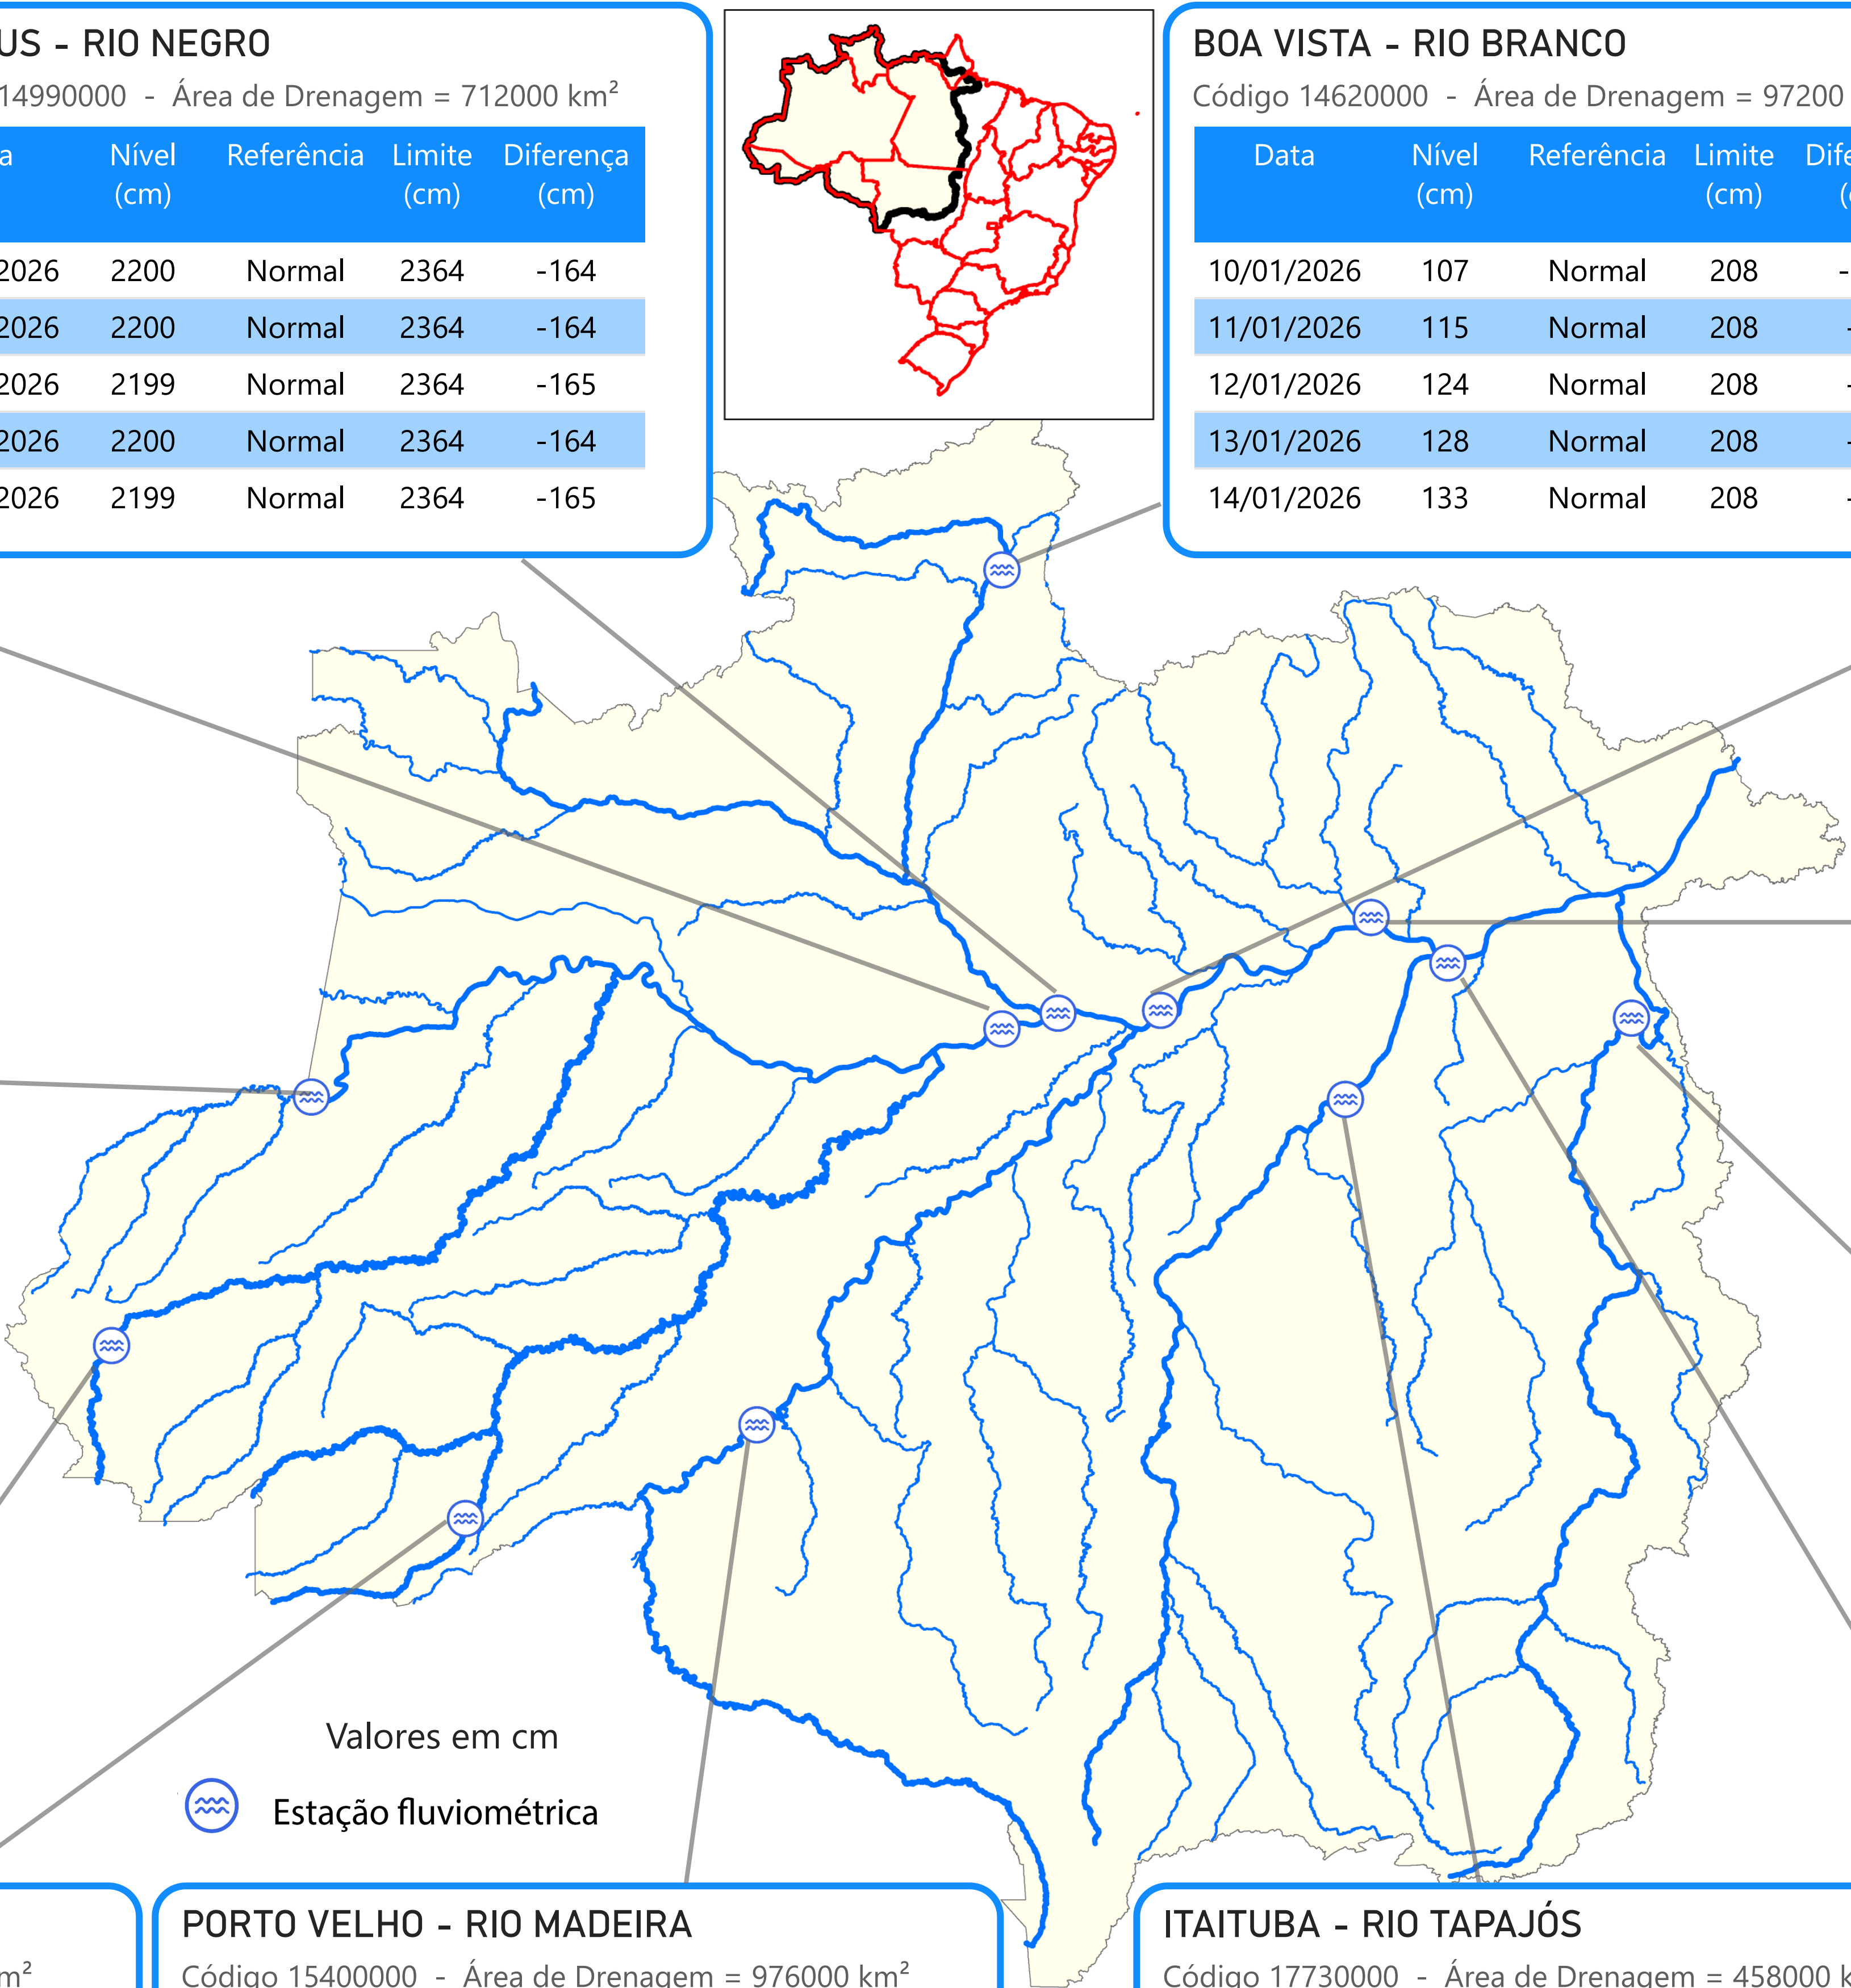 US - RIO NEGRO
14990000 - Área de Drenagem = 712000 km²
a Nível (cm) Referência Limite (cm) Diferença (cm)
2026 2200 Normal 2364 -164
2026 2200 Normal 2364 -164
2026 2199 Normal 2364 -165
2026 2200 Normal 2364 -164
2026 2199 Normal 2364 -165
BOA VISTA - RIO BRANCO
Código 14620000 - Área de Drenagem = 97200
Data Nível (cm) Referência Limite (cm) Dife
10/01/2026 107 Normal 208 -
11/01/2026 115 Normal 208 -
12/01/2026 124 Normal 208 -
13/01/2026 128 Normal 208 -
14/01/2026 133 Normal 208 -
Valores em cm
Estação fluviométrica
m²
PORTO VELHO - RIO MADEIRA
Código 15400000 - Área de Drenagem = 976000 km²
ITAITUBA - RIO TAPAJÓS
Código 17730000 - Área de Drenagem = 458000 k